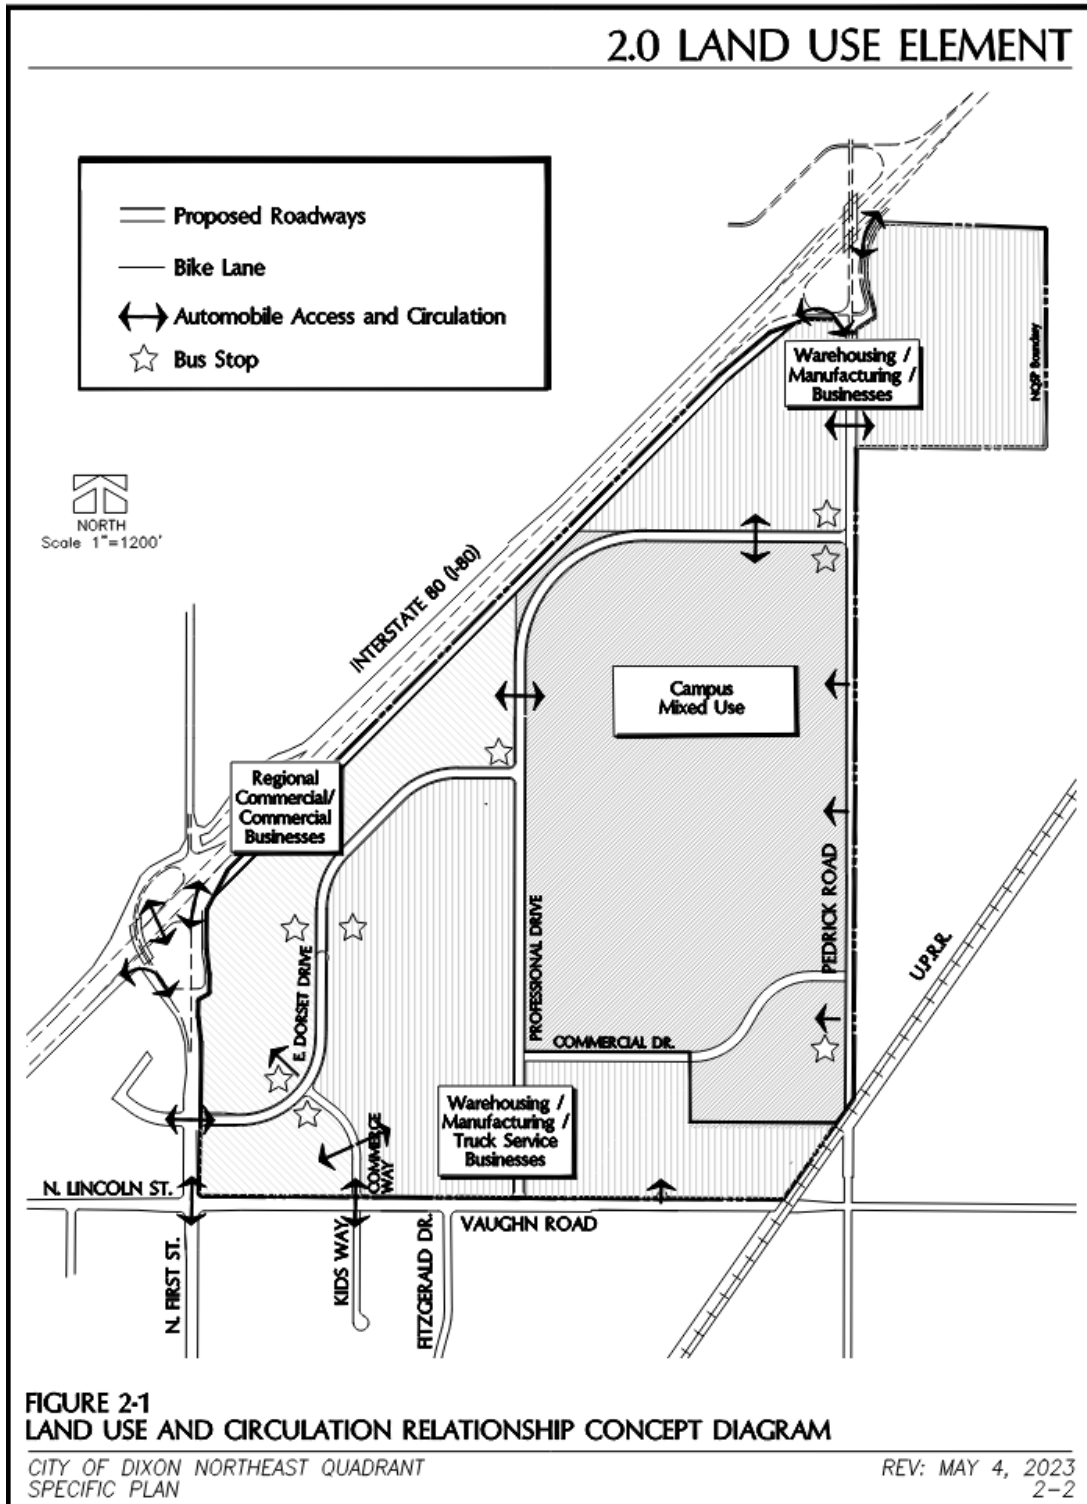 2.0 LAND USE ELEMENT
Proposed Roadways
Bike Lane
Automobile Access and Circulation
Bus Stop
NORTH
Scale 1"=1200'
INTERSTATE 80 (I-80)
Warehousing /
Manufacturing /
Businesses
NQSP Boundary
Campus
Mixed Use
Regional
Commercial/
Commercial
Businesses
E. DORSET DRIVE
PROFESSIONAL DRIVE
PEDRICK ROAD
U.P.R.R.
COMMERCIAL DR.
Warehousing /
Manufacturing /
Truck Service
Businesses
COMMERCE
WAY
N. LINCOLN ST.
VAUGHN ROAD
N. FIRST ST.
KIDS WAY
FITZGERALD DR.
FIGURE 2-1
LAND USE AND CIRCULATION RELATIONSHIP CONCEPT DIAGRAM
CITY OF DIXON NORTHEAST QUADRANT
SPECIFIC PLAN
REV: MAY 4, 2023
2-2